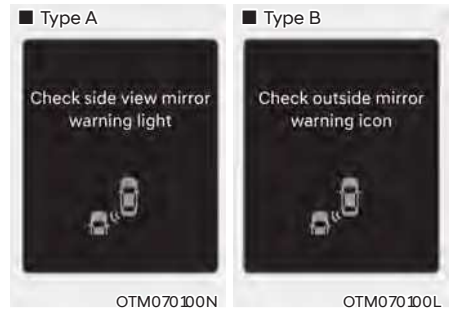 ■ Type A
Check side view mirror
warning light
OTM070100N
■ Type B
Check outside mirror
warning icon
OTM070100L